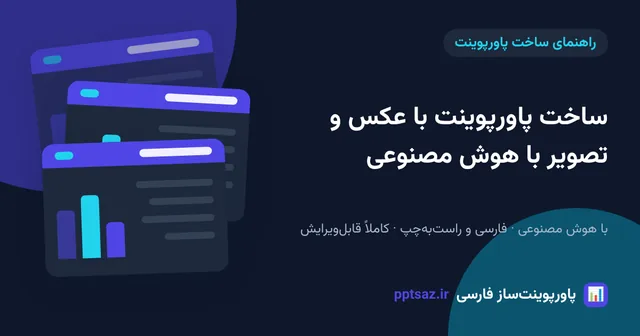 راهنمای ساخت پاورپوینت
ساخت پاورپوینت با عکس و
تصویر با هوش مصنوعی
با هوش مصنوعی · فارسی و راست‌به‌چپ · کاملاً قابل‌ویرایش
پاورپوینت‌ساز فارسی pptsaz.ir